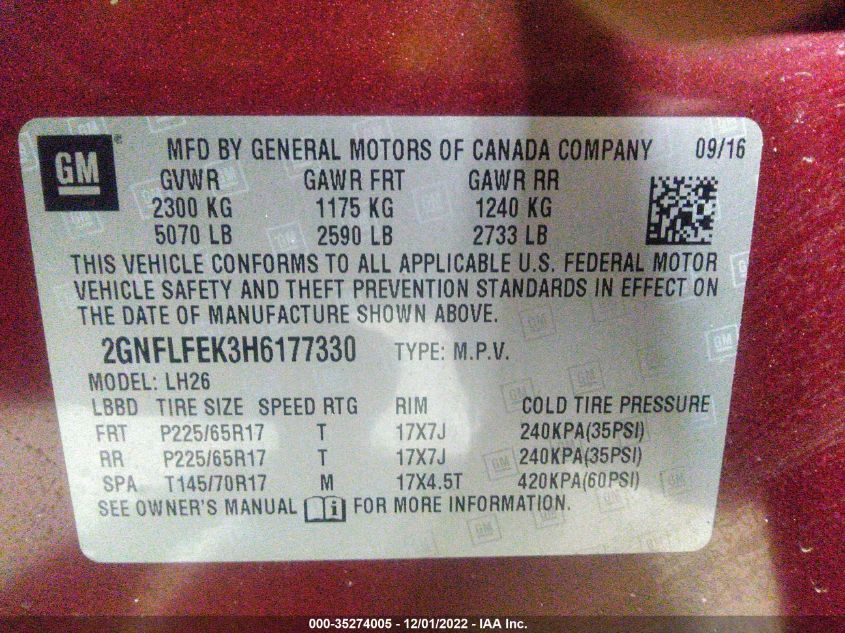 GM ® MFD BY GENERAL MOTORS OF CANADA COMPANY 09/16
GVWR GAWR FRT GAWR RR
2300 KG 1175 KG 1240 KG
5070 LB 2590 LB 2733 LB
THIS VEHICLE CONFORMS TO ALL APPLICABLE U.S. FEDERAL MOTOR
VEHICLE SAFETY AND THEFT PREVENTION STANDARDS IN EFFECT ON
THE DATE OF MANUFACTURE SHOWN ABOVE.
2GNFLFEK3H6177330 TYPE: M.P.V.
MODEL: LH26
LBBD TIRE SIZE SPEED RTG RIM COLD TIRE PRESSURE
FRT P225/65R17 T 17X7J 240KPA(35PSI)
RR P225/65R17 T 17X7J 240KPA(35PSI)
SPA T145/70R17 M 17X4.5T 420KPA(60PSI)
SEE OWNER'S MANUAL FOR MORE INFORMATION.
000-35274005 - 12/01/2022 - IAA Inc.